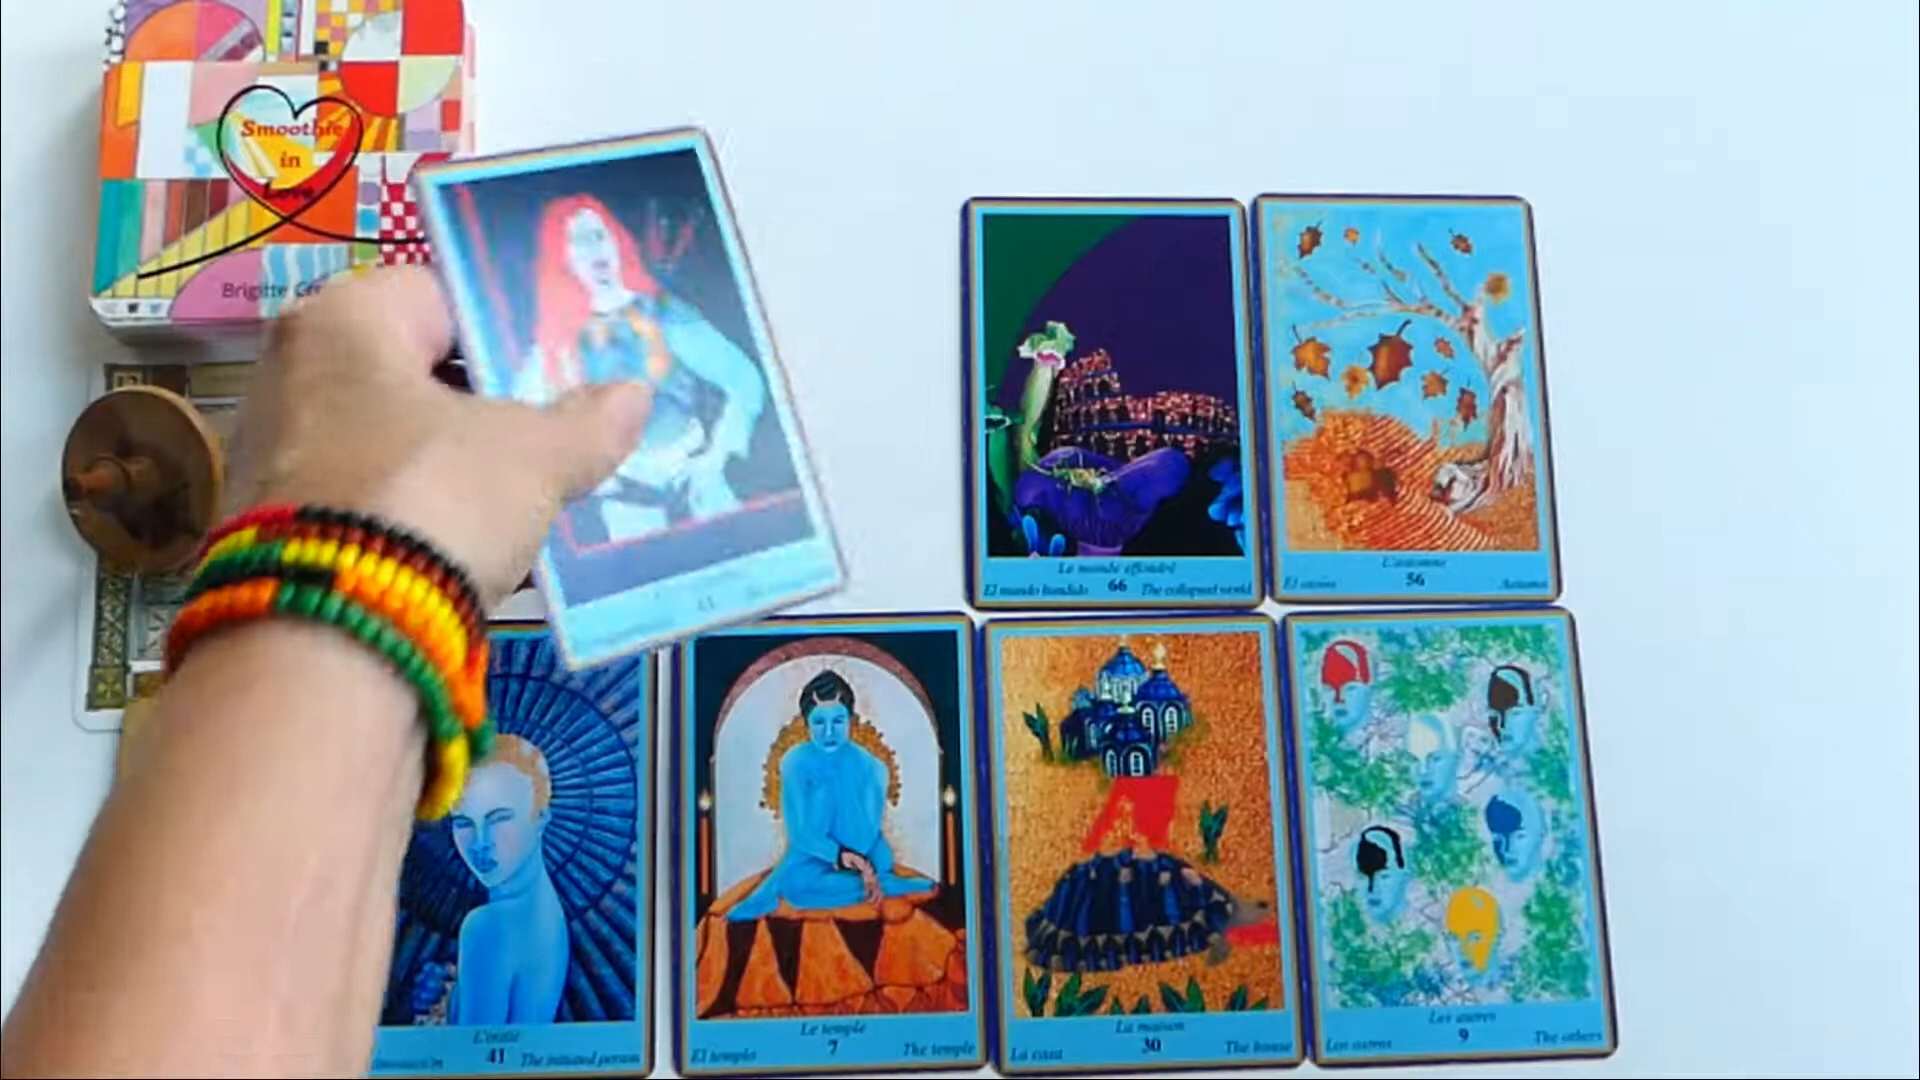 Smoothie
in
Love
Brigitte
Le monde effondré
El mundo hundido 66 The collapsed world
L'automne
El otoño 56 Autumn
L'initié
41 The initiated person
Le temple
El templo 7 The temple
La maison
La casa 30 The house
Les autres
Los otros 9 The others